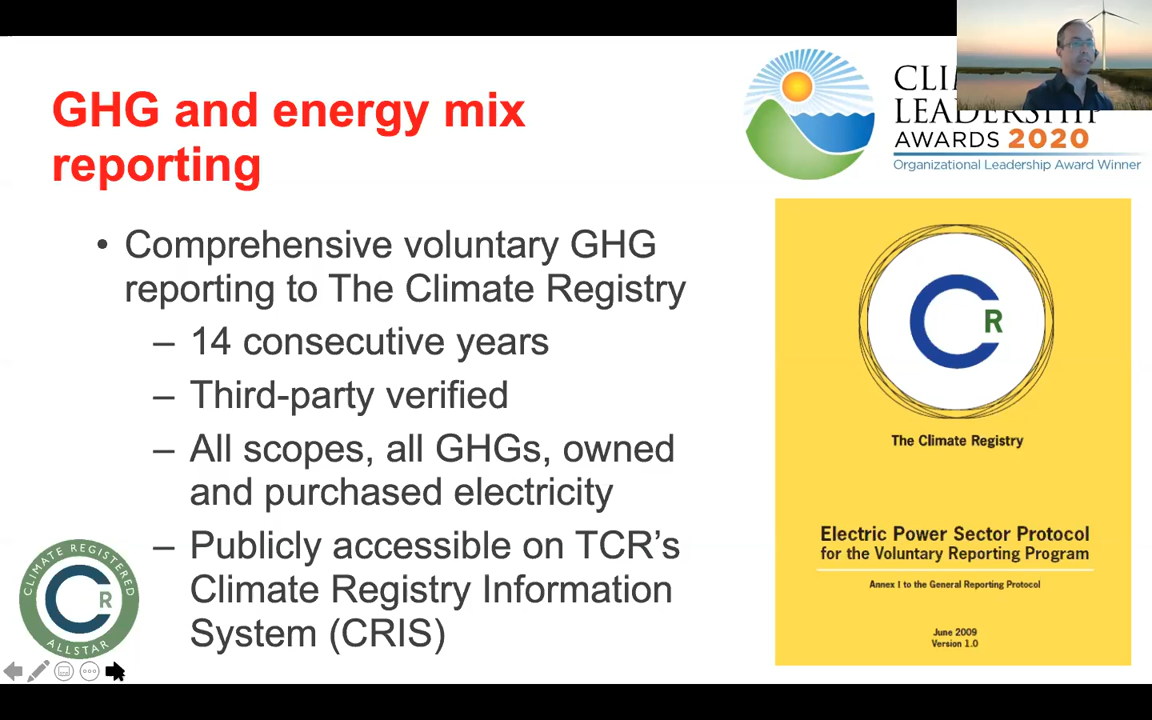 GHG and energy mix
reporting
• Comprehensive voluntary GHG
reporting to The Climate Registry
– 14 consecutive years
– Third-party verified
– All scopes, all GHGs, owned
and purchased electricity
– Publicly accessible on TCR’s
Climate Registry Information
System (CRIS)
LEADERSHIP
AWARDS 2020
Organizational Leadership Award Winner
CR
The Climate Registry
Electric Power Sector Protocol
for the Voluntary Reporting Program
Annex I to the General Reporting Protocol
June 2009
Version 1.0
CLIMATE REGISTERED
CR
ALLSTAR